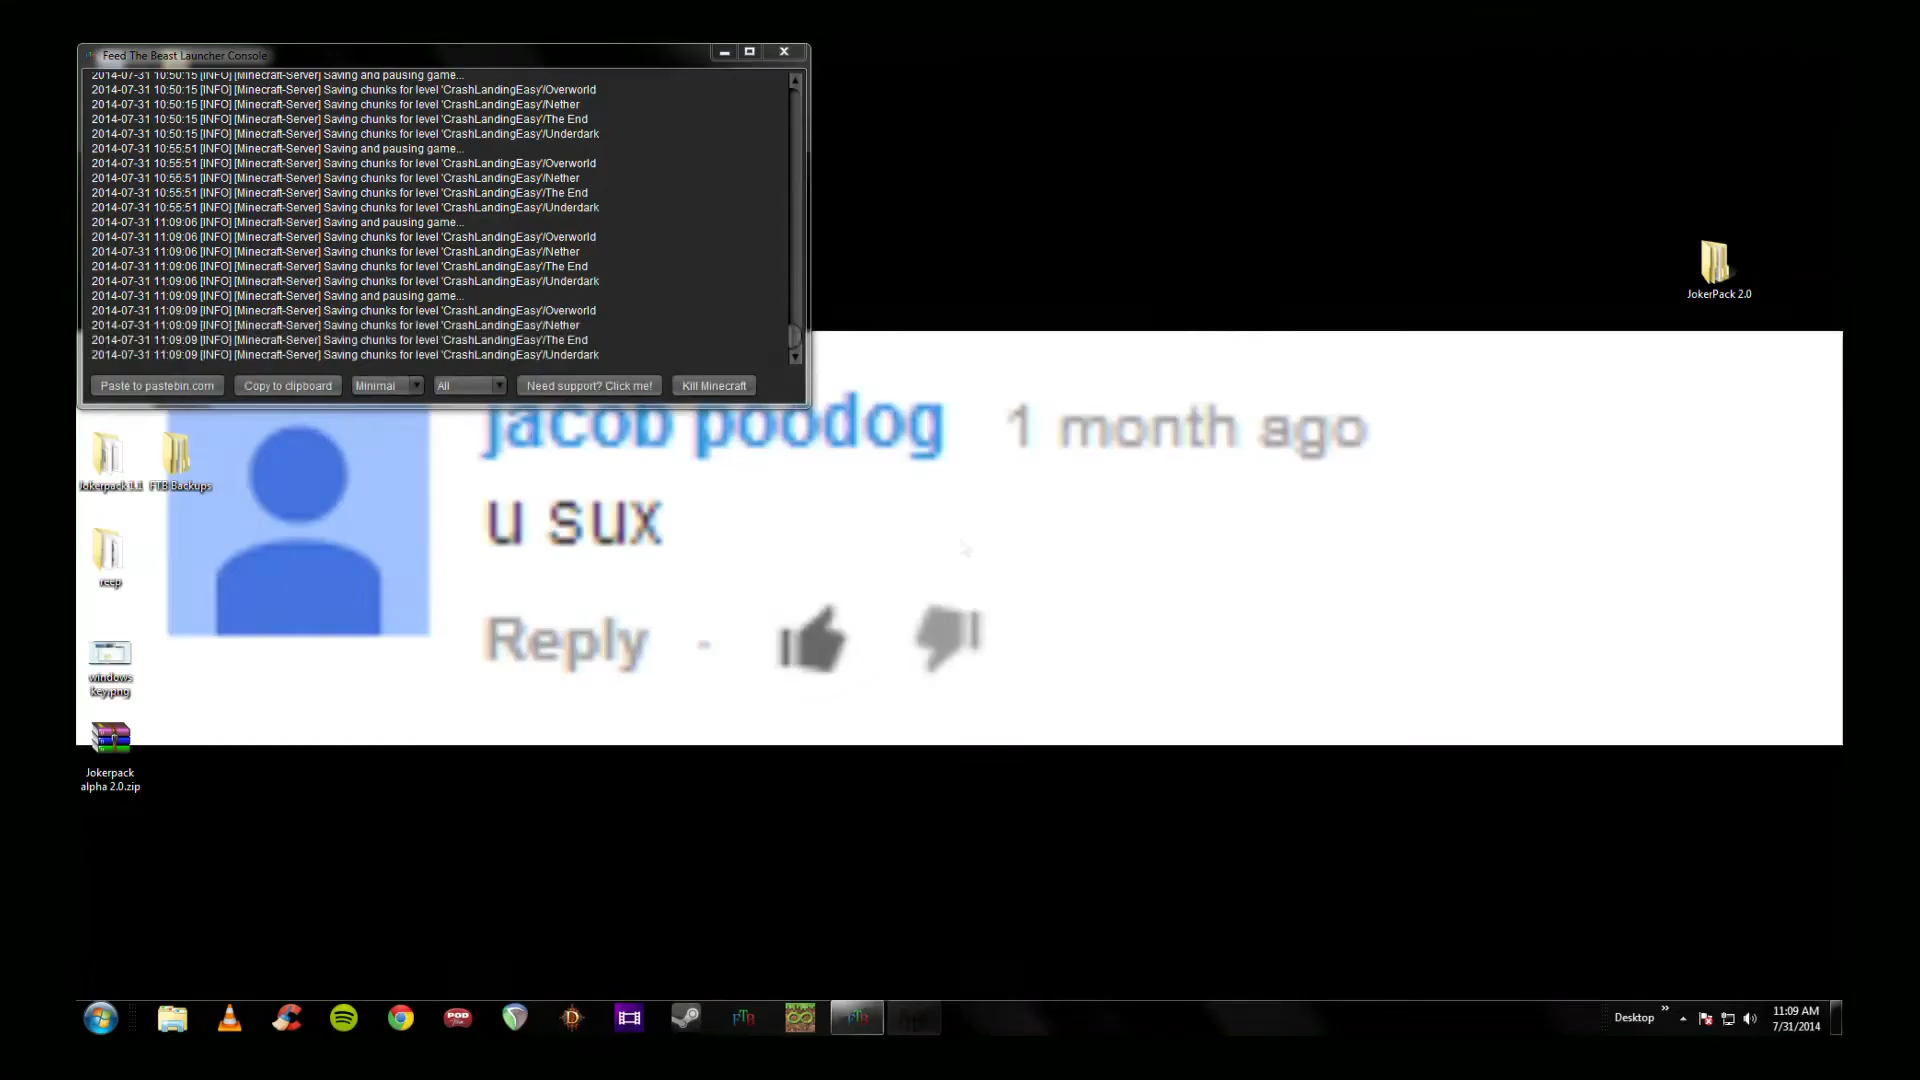 Feed The Beast Launcher Console
2014-07-31 10:50:15 [INFO] [Minecraft-Server] Saving and pausing game...
2014-07-31 10:50:15 [INFO] [Minecraft-Server] Saving chunks for level 'CrashLandingEasy'/Overworld
2014-07-31 10:50:15 [INFO] [Minecraft-Server] Saving chunks for level 'CrashLandingEasy'/Nether
2014-07-31 10:50:15 [INFO] [Minecraft-Server] Saving chunks for level 'CrashLandingEasy'/The End
2014-07-31 10:50:15 [INFO] [Minecraft-Server] Saving chunks for level 'CrashLandingEasy'/Underdark
2014-07-31 10:55:51 [INFO] [Minecraft-Server] Saving and pausing game...
2014-07-31 10:55:51 [INFO] [Minecraft-Server] Saving chunks for level 'CrashLandingEasy'/Overworld
2014-07-31 10:55:51 [INFO] [Minecraft-Server] Saving chunks for level 'CrashLandingEasy'/Nether
2014-07-31 10:55:51 [INFO] [Minecraft-Server] Saving chunks for level 'CrashLandingEasy'/The End
2014-07-31 10:55:51 [INFO] [Minecraft-Server] Saving chunks for level 'CrashLandingEasy'/Underdark
2014-07-31 11:09:06 [INFO] [Minecraft-Server] Saving and pausing game...
2014-07-31 11:09:06 [INFO] [Minecraft-Server] Saving chunks for level 'CrashLandingEasy'/Overworld
2014-07-31 11:09:06 [INFO] [Minecraft-Server] Saving chunks for level 'CrashLandingEasy'/Nether
2014-07-31 11:09:06 [INFO] [Minecraft-Server] Saving chunks for level 'CrashLandingEasy'/The End
2014-07-31 11:09:06 [INFO] [Minecraft-Server] Saving chunks for level 'CrashLandingEasy'/Underdark
2014-07-31 11:09:09 [INFO] [Minecraft-Server] Saving and pausing game...
2014-07-31 11:09:09 [INFO] [Minecraft-Server] Saving chunks for level 'CrashLandingEasy'/Overworld
2014-07-31 11:09:09 [INFO] [Minecraft-Server] Saving chunks for level 'CrashLandingEasy'/Nether
2014-07-31 11:09:09 [INFO] [Minecraft-Server] Saving chunks for level 'CrashLandingEasy'/The End
2014-07-31 11:09:09 [INFO] [Minecraft-Server] Saving chunks for level 'CrashLandingEasy'/Underdark
Paste to pastebin.com Copy to clipboard Minimal All Need support? Click me! Kill Minecraft
JokerPack 2.0
jacob poodog 1 month ago
u sux
Reply -
Jokerpack 1.1 FTB Backups
reep
windows
key.png
Jokerpack
alpha 2.0.zip
POD
FTB
FTB
Desktop
11:09 AM
7/31/2014